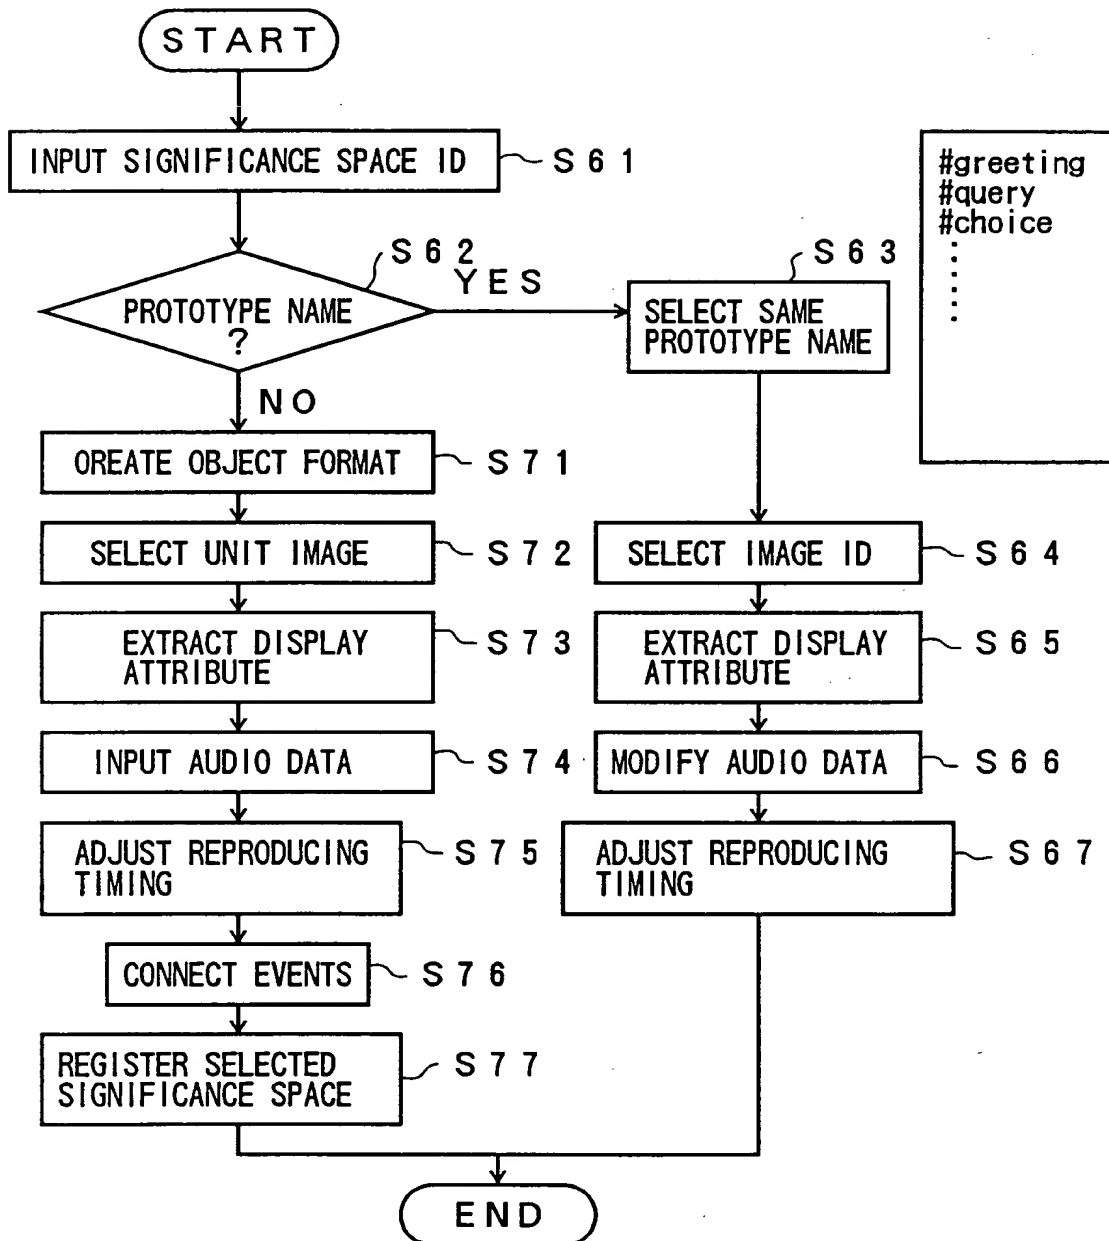 START
INPUT SIGNIFICANCE SPACE ID
S61
#greeting
#query
#choice
S62
PROTOTYPE NAME
?
YES
S63
SELECT SAME
PROTOTYPE NAME
NO
OREATE OBJECT FORMAT
S71
SELECT UNIT IMAGE
S72
SELECT IMAGE ID
S64
EXTRACT DISPLAY
ATTRIBUTE
S73
EXTRACT DISPLAY
ATTRIBUTE
S65
INPUT AUDIO DATA
S74
MODIFY AUDIO DATA
S66
ADJUST REPRODUCING
TIMING
S75
ADJUST REPRODUCING
TIMING
S67
CONNECT EVENTS
S76
REGISTER SELECTED
SIGNIFICANCE SPACE
S77
END